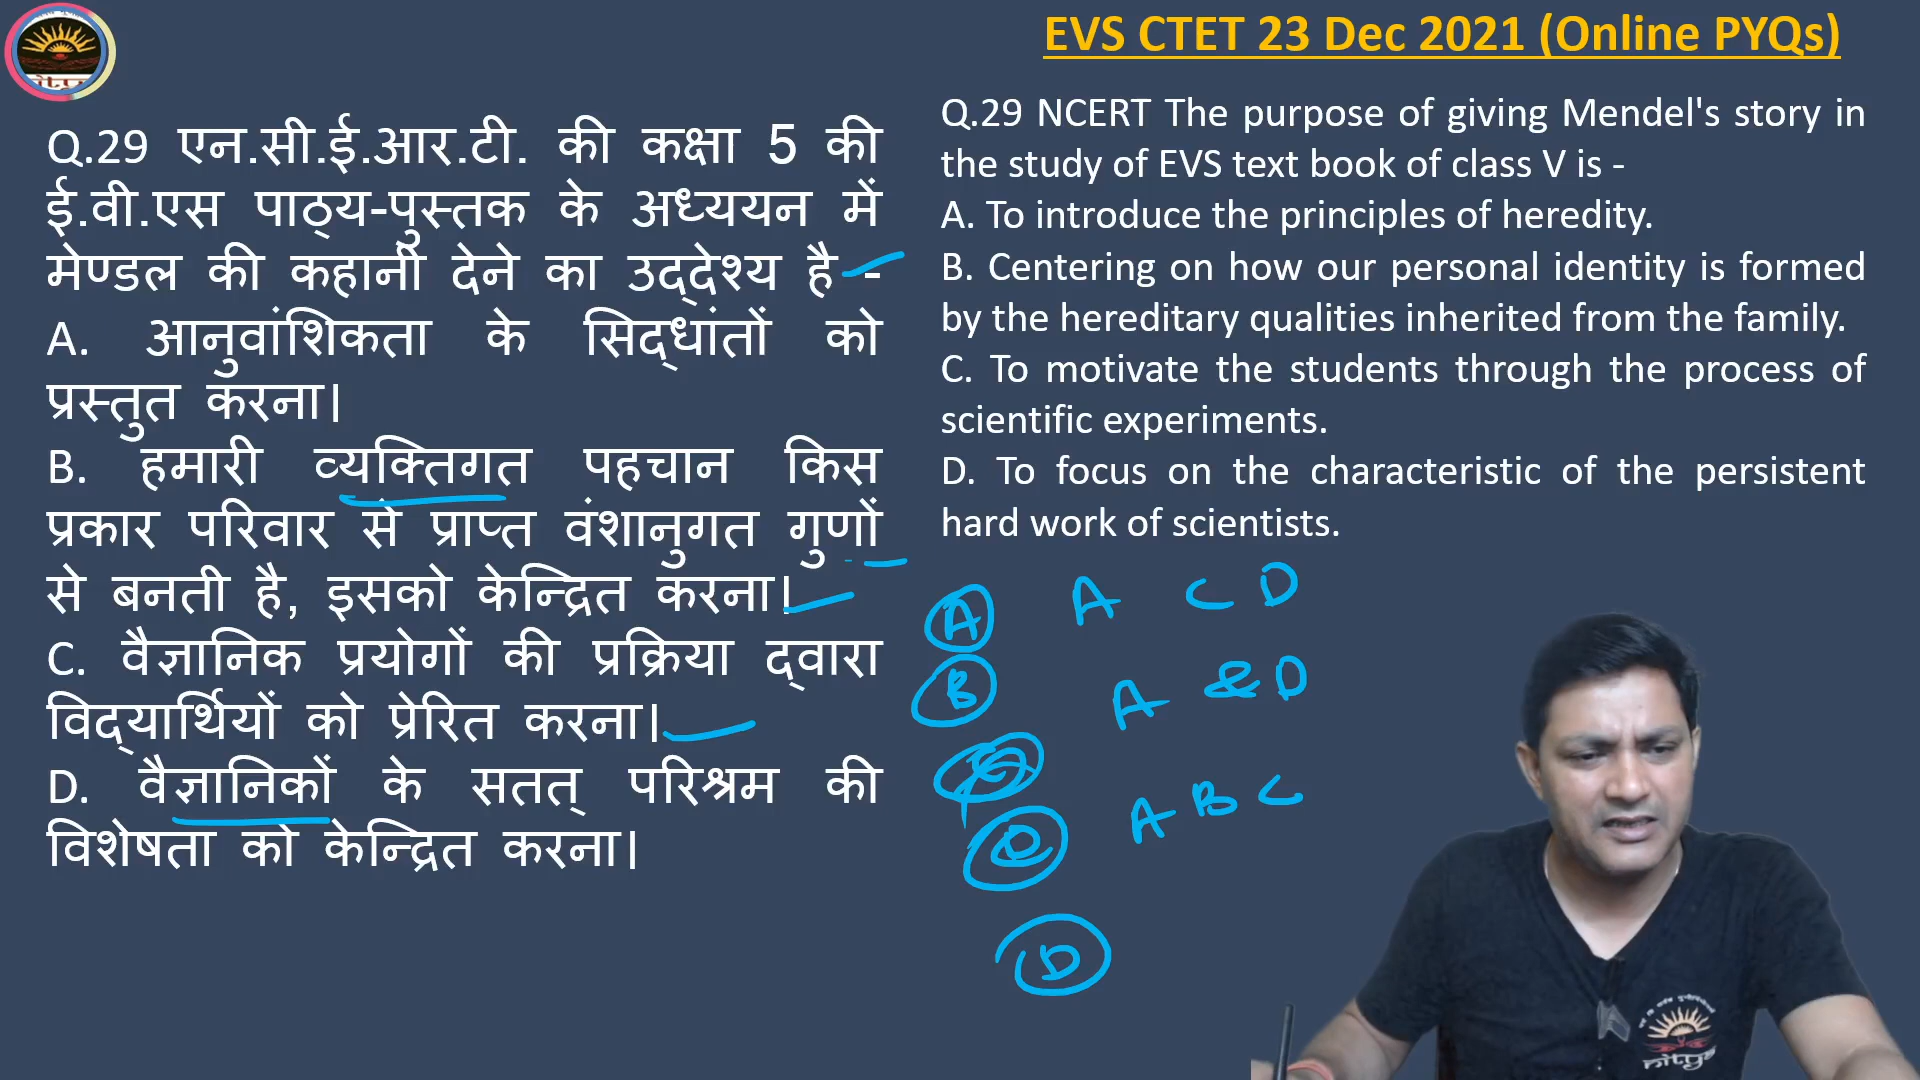 EVS CTET 23 Dec 2021 (Online PYQs)
Q.29 एन.सी.ई.आर.टी. की कक्षा 5 की
ई.वी.एस पाठ्य-पुस्तक के अध्ययन में
मेण्डल की कहानी देने का उद्देश्य है -
A. आनुवांशिकता के सिद्धांतों को
प्रस्तुत करना।
B. हमारी व्यक्तिगत पहचान किस
प्रकार परिवार से प्राप्त वंशानुगत गुणों
से बनती है, इसको केन्द्रित करना।
C. वैज्ञानिक प्रयोगों की प्रक्रिया द्वारा
विद्यार्थियों को प्रेरित करना।
D. वैज्ञानिकों के सतत् परिश्रम की
विशेषता को केन्द्रित करना।
Q.29 NCERT The purpose of giving Mendel's story in
the study of EVS text book of class V is -
A. To introduce the principles of heredity.
B. Centering on how our personal identity is formed
by the hereditary qualities inherited from the family.
C. To motivate the students through the process of
scientific experiments.
D. To focus on the characteristic of the persistent
hard work of scientists.
A A C D
B A & D
C A B C
D